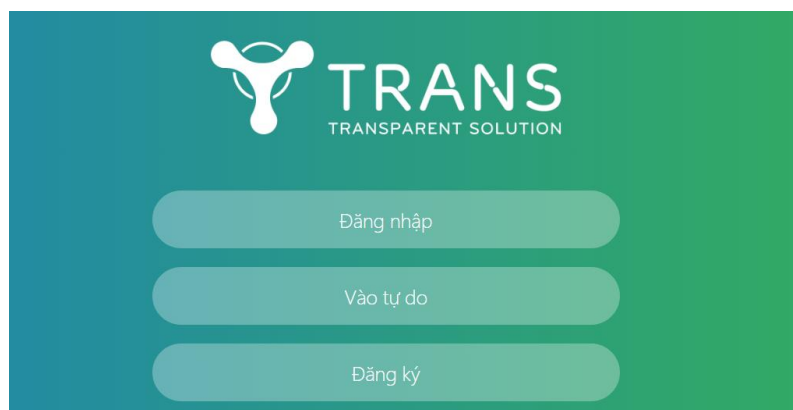 TRANS
TRANSPARENT SOLUTION
Đăng nhập
Vào tự do
Đăng ký